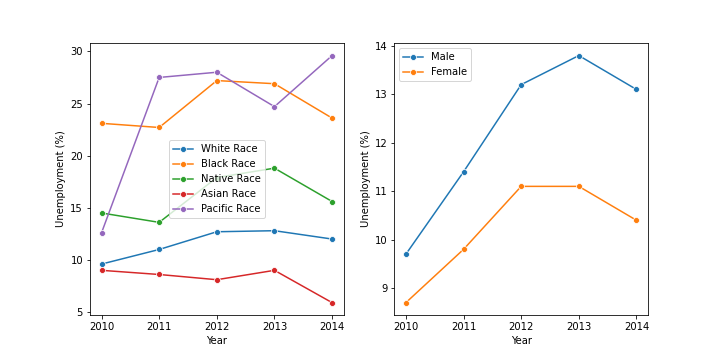 30
25
20
15
10
5
Unemployment (%)
White Race
Black Race
Native Race
Asian Race
Pacific Race
2010 2011 2012 2013 2014
Year
14
13
12
11
10
9
Unemployment (%)
Male
Female
2010 2011 2012 2013 2014
Year